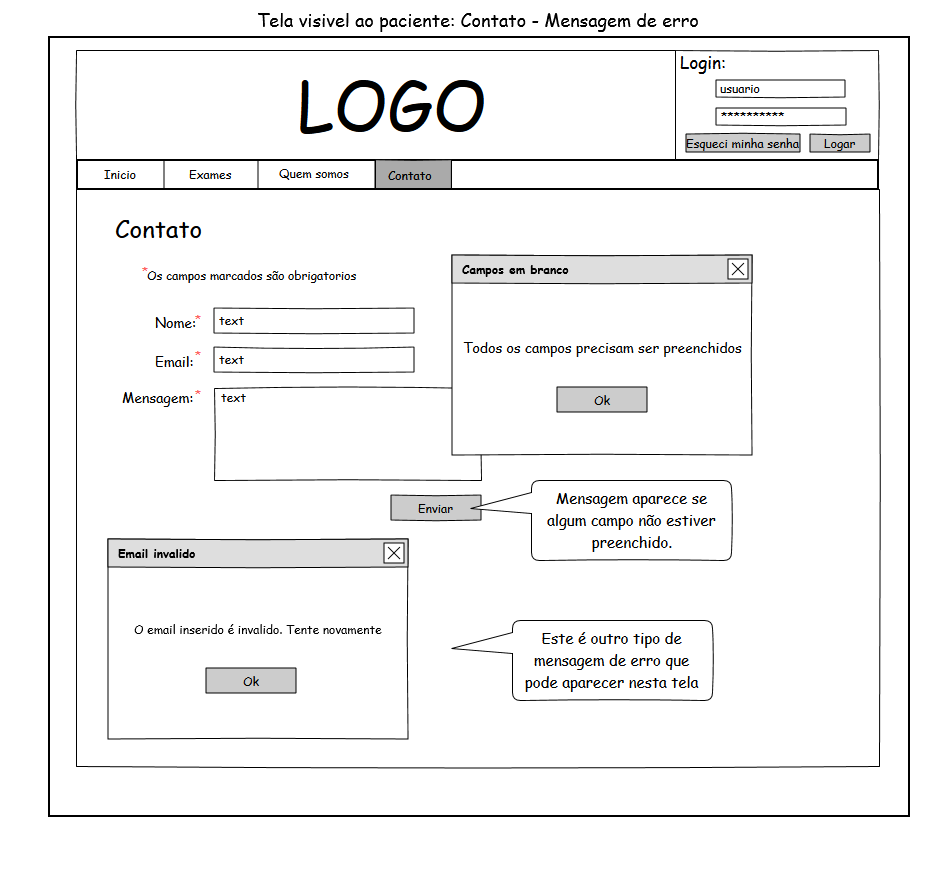 Tela visivel ao paciente: Contato - Mensagem de erro
LOGO
Login:
usuario
**********
Esqueci minha senha
Logar
Inicio
Exames
Quem somos
Contato
Contato
*Os campos marcados são obrigatorios
Nome:*
text
Email:*
text
Mensagem:*
text
Enviar
Campos em branco
Todos os campos precisam ser preenchidos
Ok
Mensagem aparece se
algum campo não estiver
preenchido.
Email invalido
O email inserido é invalido. Tente novamente
Ok
Este é outro tipo de
mensagem de erro que
pode aparecer nesta tela